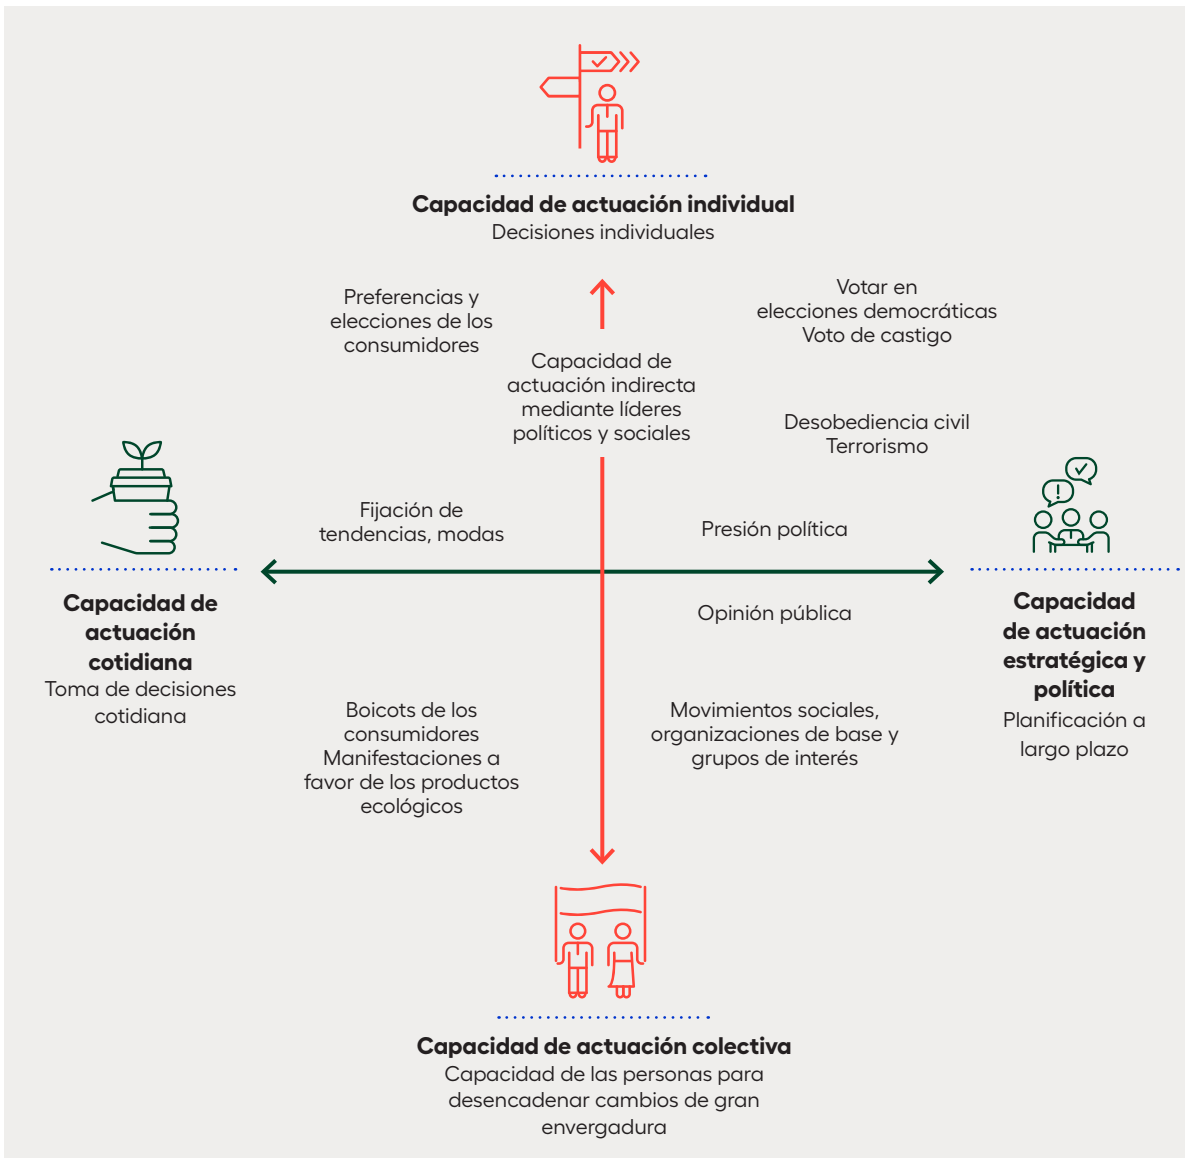 Capacidad de actuación individual
Decisiones individuales
Preferencias y
elecciones de los
consumidores
Votar en
elecciones democráticas
Voto de castigo
Capacidad de
actuación indirecta
mediante líderes
políticos y sociales
Desobediencia civil
Terrorismo
Fijación de
tendencias, modas
Presión política
Capacidad de
actuación
cotidiana
Toma de decisiones
cotidiana
Opinión pública
Capacidad
de actuación
estratégica y
política
Planificación a
largo plazo
Boicots de los
consumidores
Manifestaciones a
favor de los productos
ecológicos
Movimientos sociales,
organizaciones de base y
grupos de interés
Capacidad de actuación colectiva
Capacidad de las personas para
desencadenar cambios de gran
envergadura